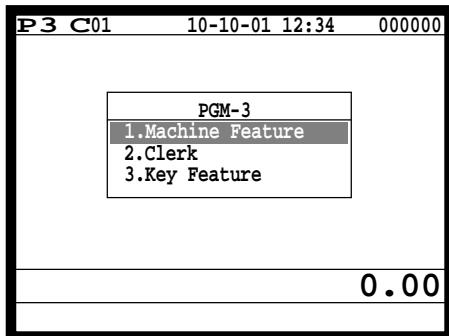 P3 C01 10-10-01 12:34 000000
PGM-3
1.Machine Feature
2.Clerk
3.Key Feature
0.00